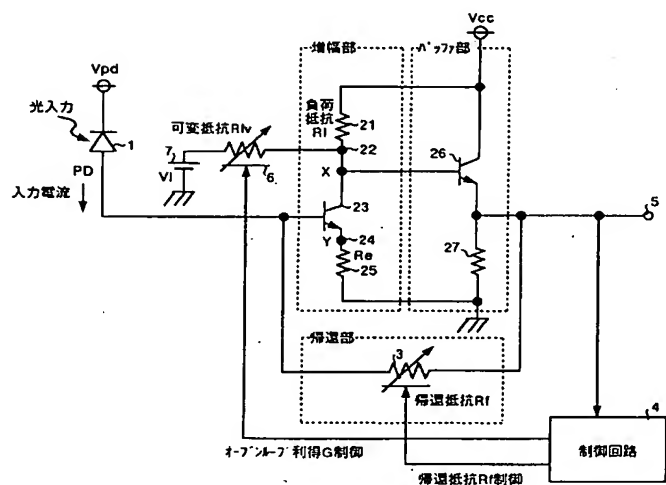 Vcc
増幅部
バッファ部
Vpd
光入力
1
PD
入力電流
可変抵抗Rlv
7
Vl
6
負荷
抵抗
Rl
21
22
X
23
Y
24
Re
25
26
27
5
帰還部
3
帰還抵抗Rf
4
制御回路
オープンループ利得G制御
帰還抵抗Rf制御